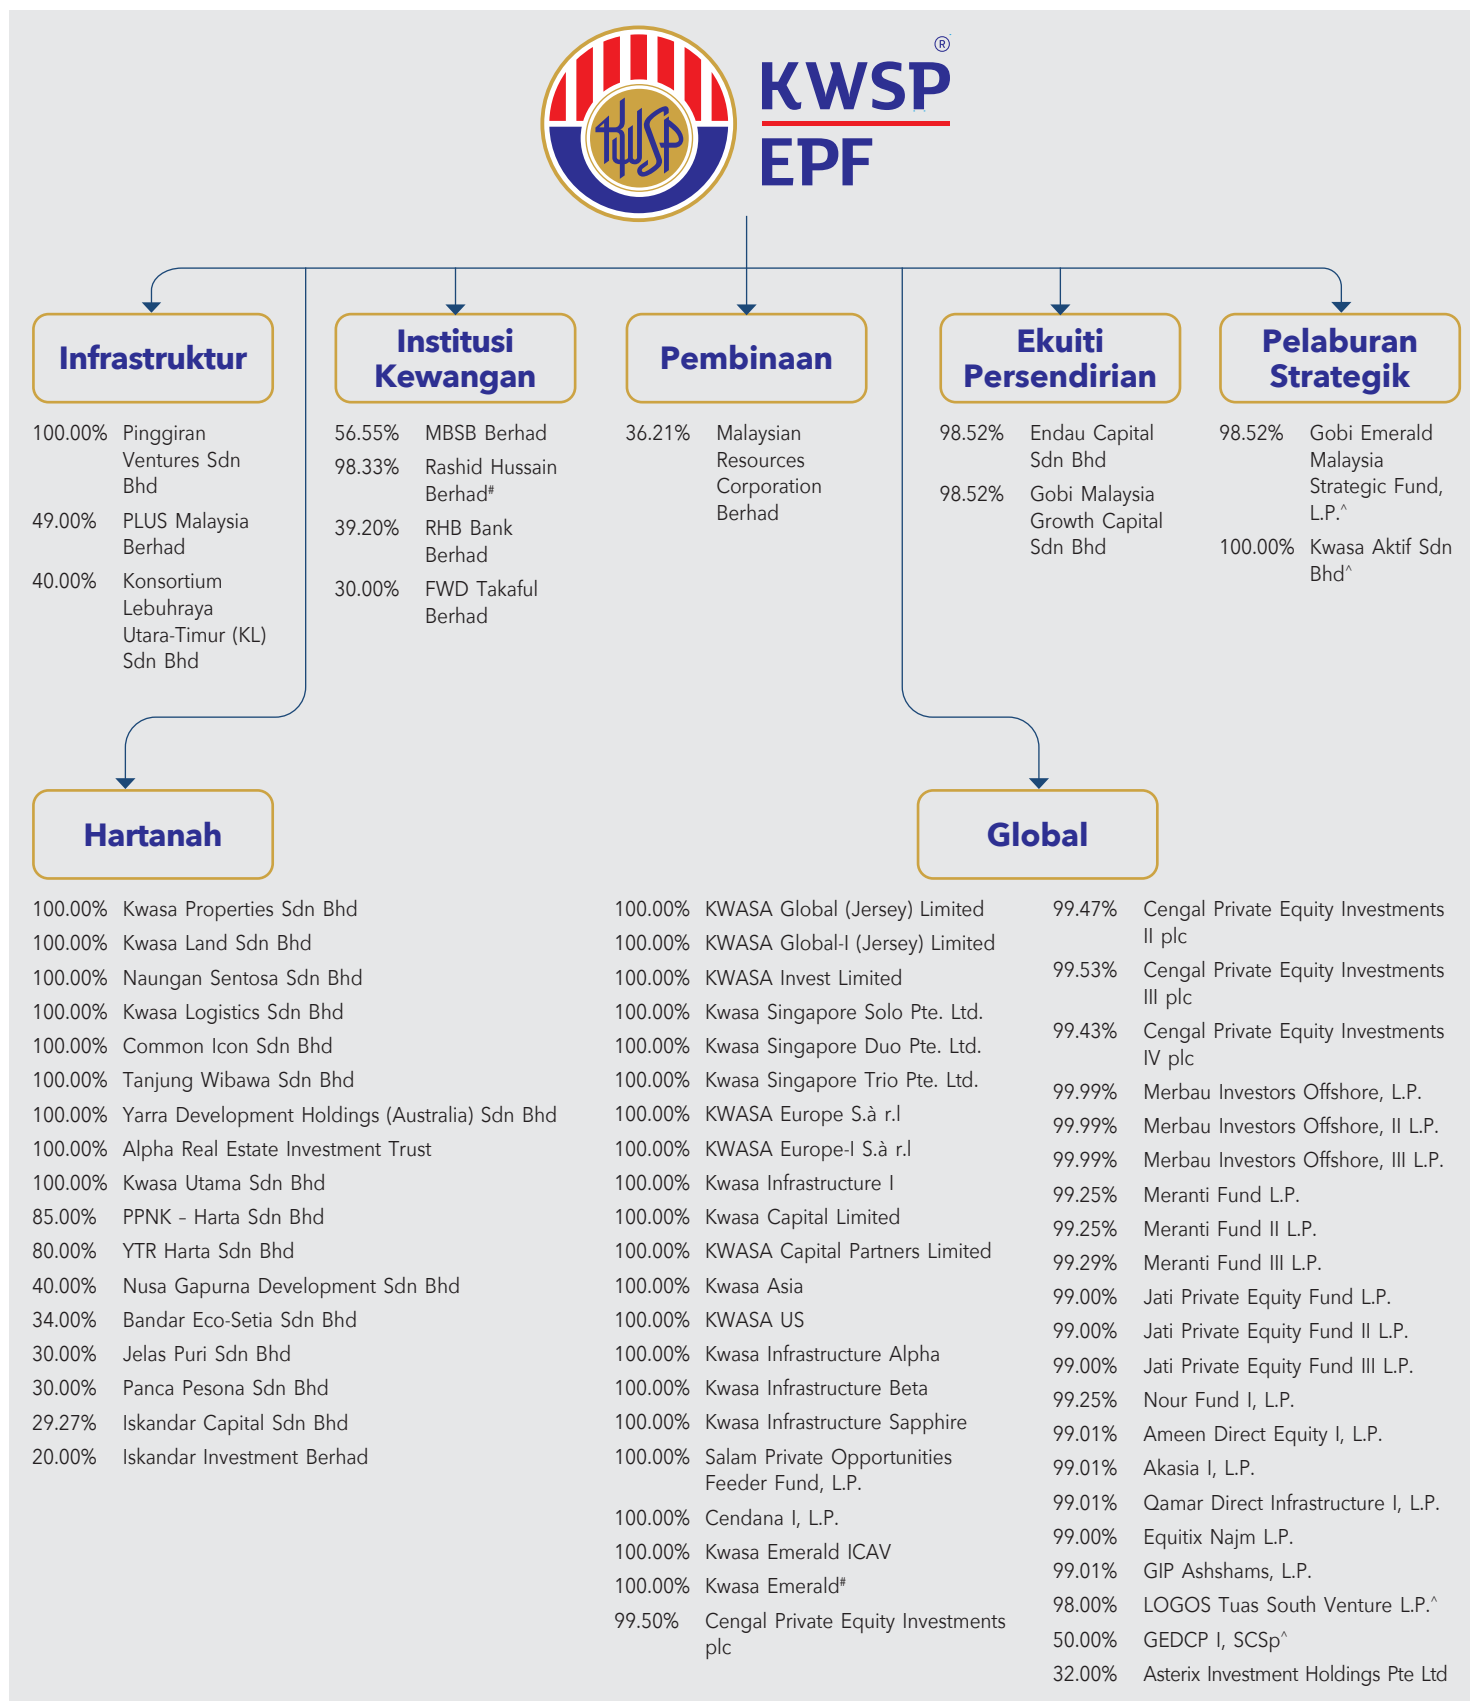 KWSP
®
KWSP
EPF
Infrastruktur
100.00% Pinggiran
Ventures Sdn
Bhd
49.00% PLUS Malaysia
Berhad
40.00% Konsortium
Lebuhraya
Utara-Timur (KL)
Sdn Bhd
Institusi
Kewangan
56.55% MBSB Berhad
98.33% Rashid Hussain
Berhad#
39.20% RHB Bank
Berhad
30.00% FWD Takaful
Berhad
Pembinaan
36.21% Malaysian
Resources
Corporation
Berhad
Ekuiti
Persendirian
98.52% Endau Capital
Sdn Bhd
98.52% Gobi Malaysia
Growth Capital
Sdn Bhd
Pelaburan
Strategik
98.52% Gobi Emerald
Malaysia
Strategic Fund,
L.P.^
100.00% Kwasa Aktif Sdn
Bhd^
Hartanah
100.00% Kwasa Properties Sdn Bhd
100.00% Kwasa Land Sdn Bhd
100.00% Naungan Sentosa Sdn Bhd
100.00% Kwasa Logistics Sdn Bhd
100.00% Common Icon Sdn Bhd
100.00% Tanjung Wibawa Sdn Bhd
100.00% Yarra Development Holdings (Australia) Sdn Bhd
100.00% Alpha Real Estate Investment Trust
100.00% Kwasa Utama Sdn Bhd
85.00% PPNK – Harta Sdn Bhd
80.00% YTR Harta Sdn Bhd
40.00% Nusa Gapurna Development Sdn Bhd
34.00% Bandar Eco-Setia Sdn Bhd
30.00% Jelas Puri Sdn Bhd
30.00% Panca Pesona Sdn Bhd
29.27% Iskandar Capital Sdn Bhd
20.00% Iskandar Investment Berhad
Global
100.00% KWASA Global (Jersey) Limited
100.00% KWASA Global-I (Jersey) Limited
100.00% KWASA Invest Limited
100.00% Kwasa Singapore Solo Pte. Ltd.
100.00% Kwasa Singapore Duo Pte. Ltd.
100.00% Kwasa Singapore Trio Pte. Ltd.
100.00% KWASA Europe S.à r.l
100.00% KWASA Europe-I S.à r.l
100.00% Kwasa Infrastructure I
100.00% Kwasa Capital Limited
100.00% KWASA Capital Partners Limited
100.00% Kwasa Asia
100.00% KWASA US
100.00% Kwasa Infrastructure Alpha
100.00% Kwasa Infrastructure Beta
100.00% Kwasa Infrastructure Sapphire
100.00% Salam Private Opportunities
Feeder Fund, L.P.
100.00% Cendana I, L.P.
100.00% Kwasa Emerald ICAV
100.00% Kwasa Emerald#
99.50% Cengal Private Equity Investments
plc
99.47% Cengal Private Equity Investments
II plc
99.53% Cengal Private Equity Investments
III plc
99.43% Cengal Private Equity Investments
IV plc
99.99% Merbau Investors Offshore, L.P.
99.99% Merbau Investors Offshore, II L.P.
99.99% Merbau Investors Offshore, III L.P.
99.25% Meranti Fund L.P.
99.25% Meranti Fund II L.P.
99.29% Meranti Fund III L.P.
99.00% Jati Private Equity Fund L.P.
99.00% Jati Private Equity Fund II L.P.
99.00% Jati Private Equity Fund III L.P.
99.25% Nour Fund I, L.P.
99.01% Ameen Direct Equity I, L.P.
99.01% Akasia I, L.P.
99.01% Qamar Direct Infrastructure I, L.P.
99.00% Equitix Najm L.P.
99.01% GIP Ashshams, L.P.
98.00% LOGOS Tuas South Venture L.P.^
50.00% GEDCP I, SCSp^
32.00% Asterix Investment Holdings Pte Ltd